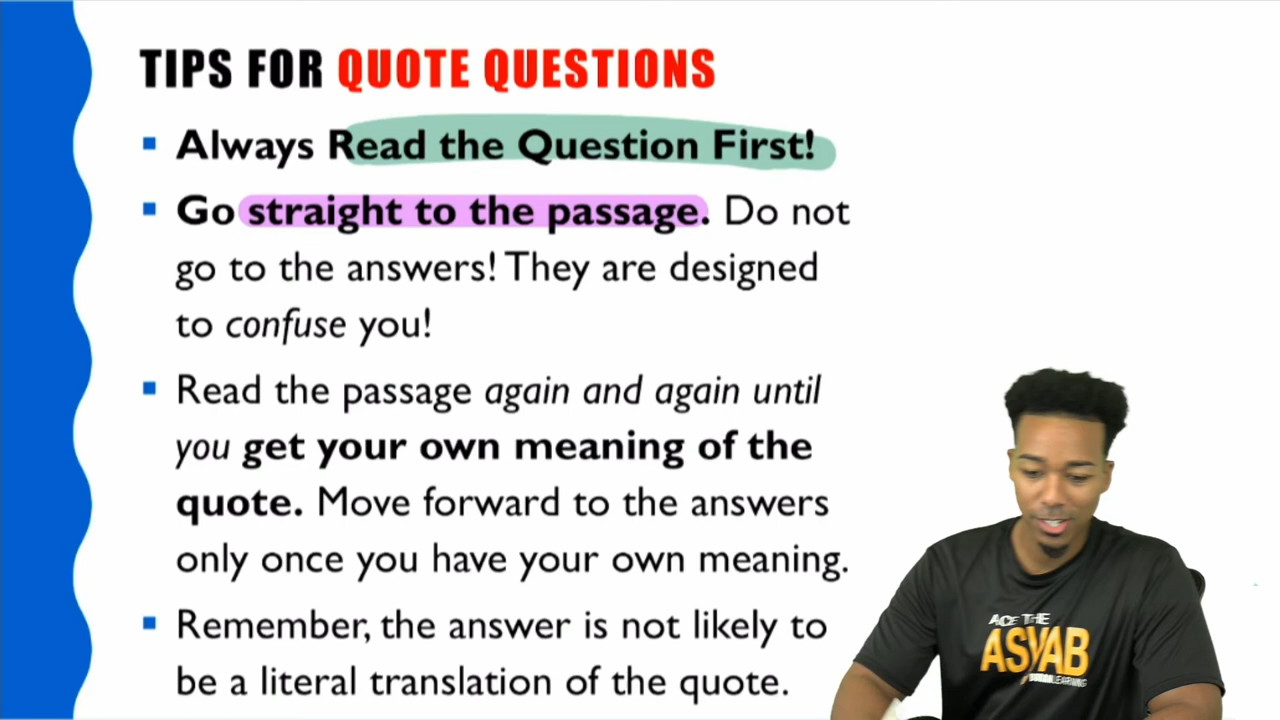 TIPS FOR QUOTE QUESTIONS
Always Read the Question First!
Go straight to the passage. Do not
go to the answers! They are designed
to confuse you!
Read the passage again and again until
you get your own meaning of the
quote. Move forward to the answers
only once you have your own meaning.
Remember, the answer is not likely to
be a literal translation of the quote.
ACE THE
ASVAB
LEARNING